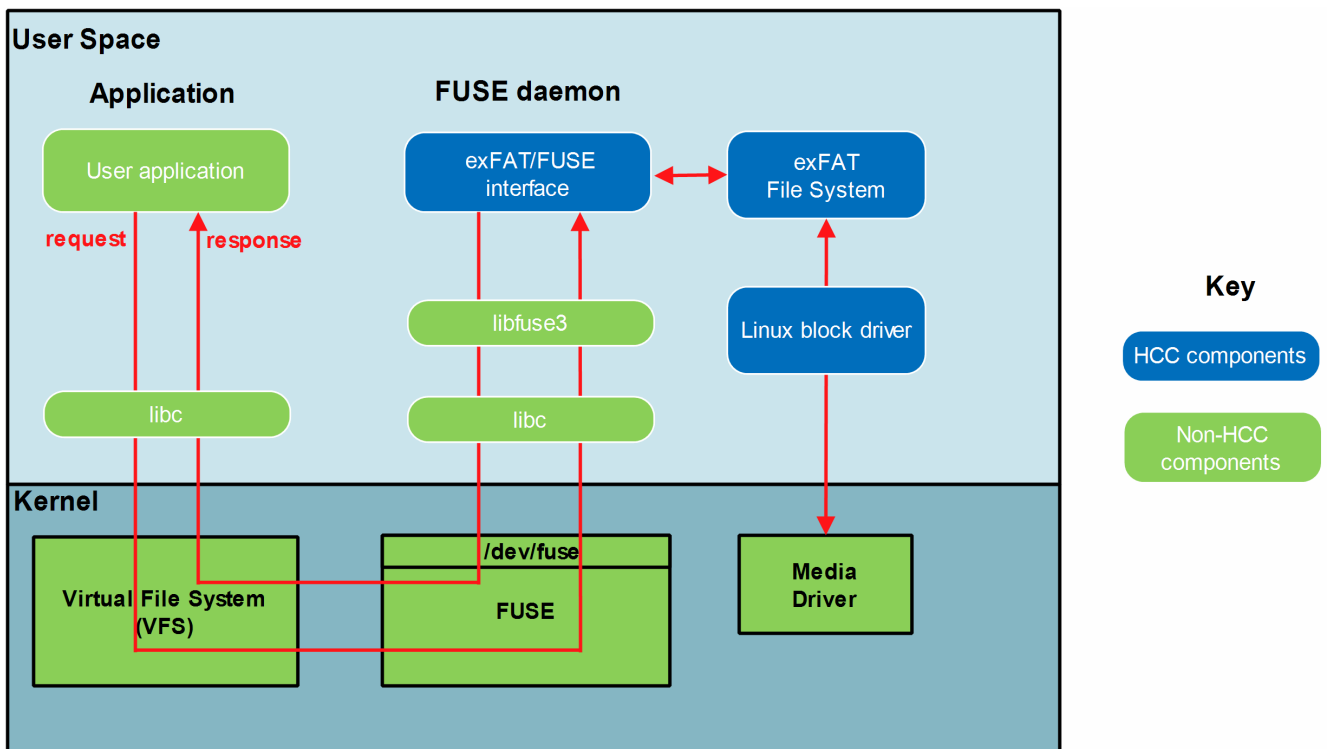 User Space
Application
FUSE daemon
User application
exFAT/FUSE
interface
exFAT
File System
request
response
libfuse3
Linux block driver
libc
libc
Kernel
Virtual File System
(VFS)
/dev/fuse
FUSE
Media
Driver
Key
HCC components
Non-HCC
components